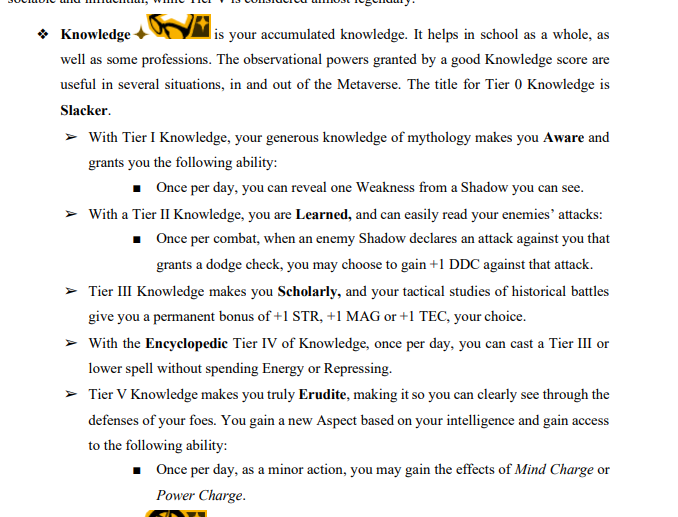 sociable and influential, while Tier V is considered almost legendary.
❖ Knowledge ✦ is your accumulated knowledge. It helps in school as a whole, as
well as some professions. The observational powers granted by a good Knowledge score are
useful in several situations, in and out of the Metaverse. The title for Tier 0 Knowledge is
Slacker.
➢ With Tier I Knowledge, your generous knowledge of mythology makes you Aware and
grants you the following ability:
■ Once per day, you can reveal one Weakness from a Shadow you can see.
➢ With a Tier II Knowledge, you are Learned, and can easily read your enemies’ attacks:
■ Once per combat, when an enemy Shadow declares an attack against you that
grants a dodge check, you may choose to gain +1 DDC against that attack.
➢ Tier III Knowledge makes you Scholarly, and your tactical studies of historical battles
give you a permanent bonus of +1 STR, +1 MAG or +1 TEC, your choice.
➢ With the Encyclopedic Tier IV of Knowledge, once per day, you can cast a Tier III or
lower spell without spending Energy or Repressing.
➢ Tier V Knowledge makes you truly Erudite, making it so you can clearly see through the
defenses of your foes. You gain a new Aspect based on your intelligence and gain access
to the following ability:
■ Once per day, as a minor action, you may gain the effects of Mind Charge or
Power Charge.